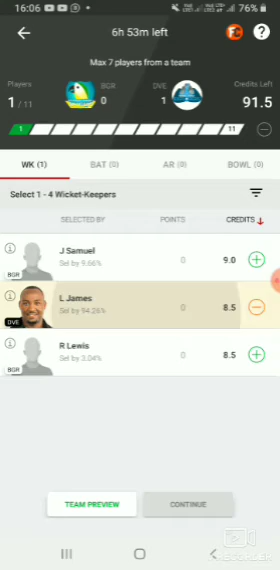 16:06 76%
6h 53m left
Max 7 players from a team
Players BGR DVE Credits Left
1 / 11 0 1 91.5
1 11
WK (1) BAT (0) AR (0) BOWL (0)
Select 1 - 4 Wicket-Keepers
SELECTED BY POINTS CREDITS ↓
J Samuel
Sel by 9.66% 0 9.0
BGR
L James
Sel by 94.26% 0 8.5
DVE
R Lewis
Sel by 3.04% 0 8.5
BGR
TEAM PREVIEW CONTINUE